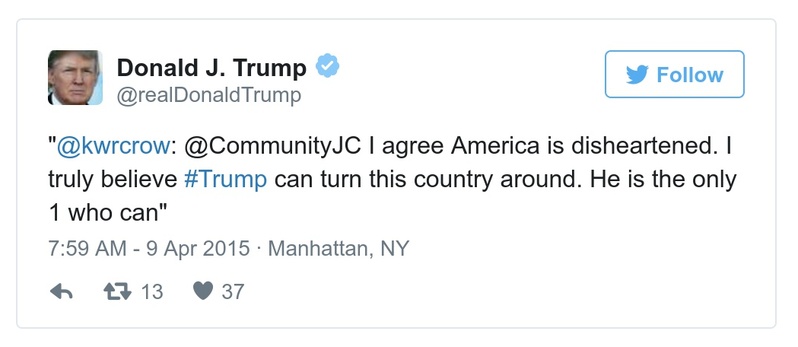 Donald J. Trump
@realDonaldTrump
Follow
"@kwrcrow: @CommunityJC I agree America is disheartened. I
truly believe #Trump can turn this country around. He is the only
1 who can"
7:59 AM - 9 Apr 2015 · Manhattan, NY
13 37